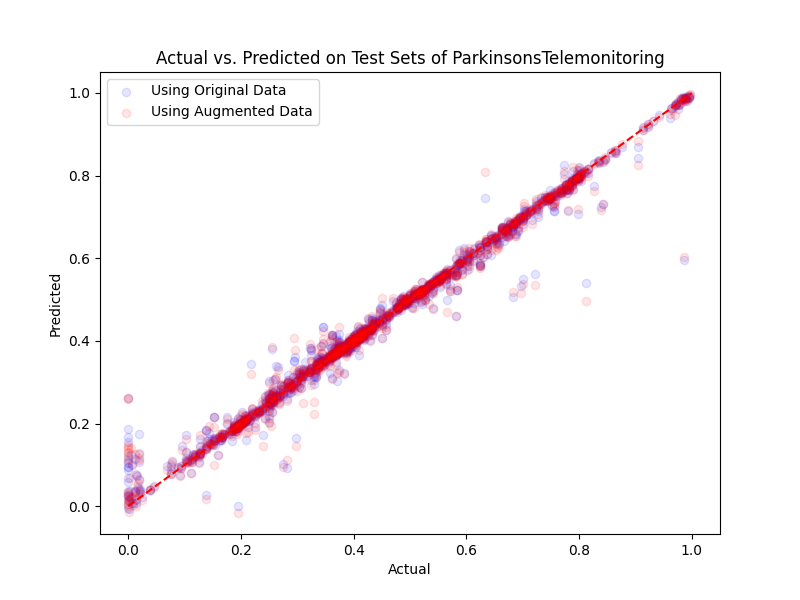 Actual vs. Predicted on Test Sets of ParkinsonsTelemonitoring
Using Original Data
Using Augmented Data
1.0
0.8
0.6
0.4
0.2
0.0
Predicted
0.0 0.2 0.4 0.6 0.8 1.0
Actual